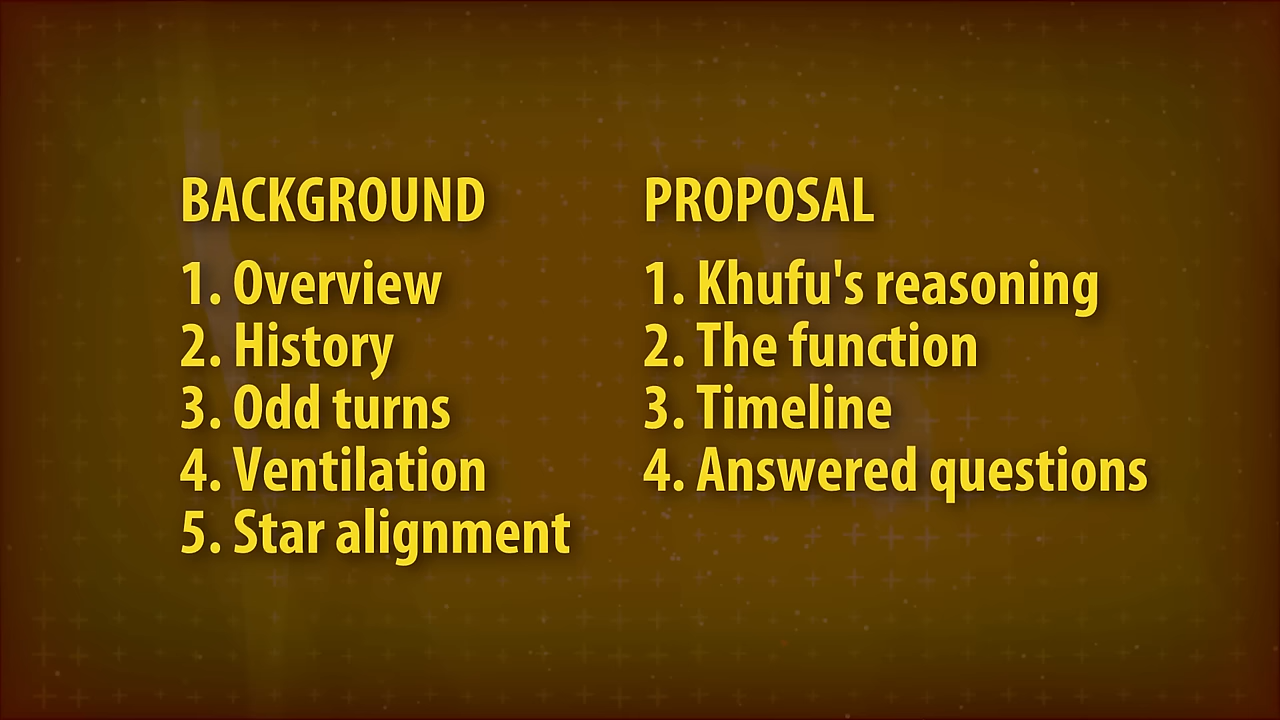 BACKGROUND
1. Overview
2. History
3. Odd turns
4. Ventilation
5. Star alignment
PROPOSAL
1. Khufu's reasoning
2. The function
3. Timeline
4. Answered questions